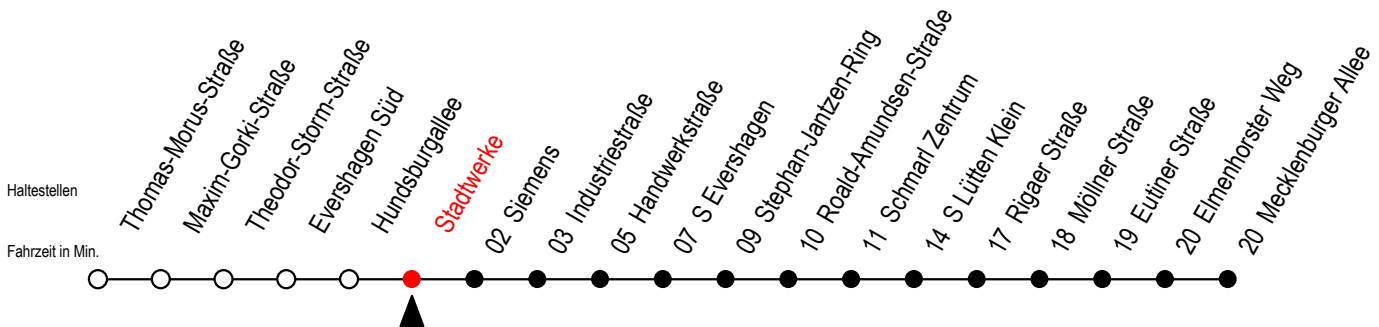 Haltestellen
Fahrzeit in Min.
Thomas-Morus-Straße
Maxim-Gorki-Straße
Theodor-Storm-Straße
Evershagen Süd
Hundsburgallee
Stadtwerke
02 Siemens
03 Industriestraße
05 Handwerkstraße
07 S Evershagen
09 Stephan-Jantzen-Ring
10 Roald-Amundsen-Straße
11 Schmarl Zentrum
14 S Lütten Klein
17 Rigaer Straße
18 Möllner Straße
19 Eutiner Straße
20 Elmenhorster Weg
20 Mecklenburger Allee